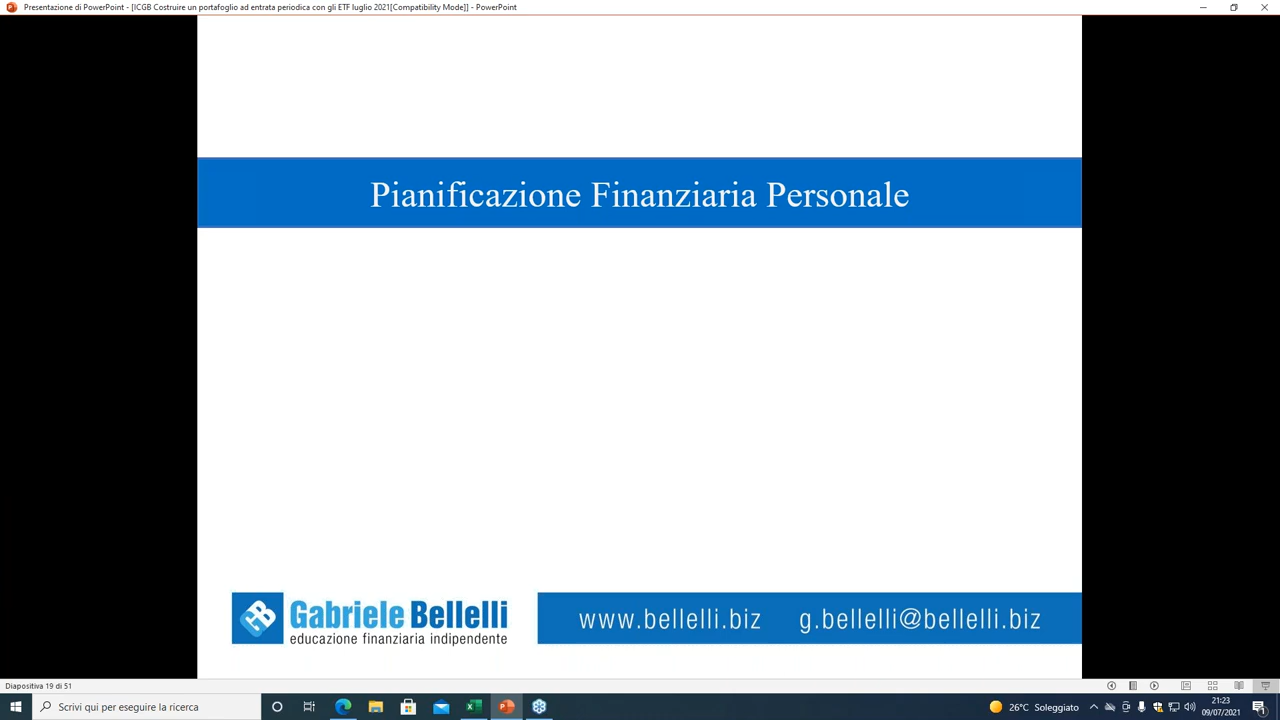 Presentazione di PowerPoint - [ICGB Costruire un portafoglio ad entrata periodica con gli ETF luglio 2021[Compatibility Mode]] - PowerPoint
Pianificazione Finanziaria Personale
Gabriele Bellelli
educazione finanziaria indipendente
www.bellelli.biz g.bellelli@bellelli.biz
Diapositiva 19 di 51
Scrivi qui per eseguire la ricerca
26°C Soleggiato
21:23
09/07/2021